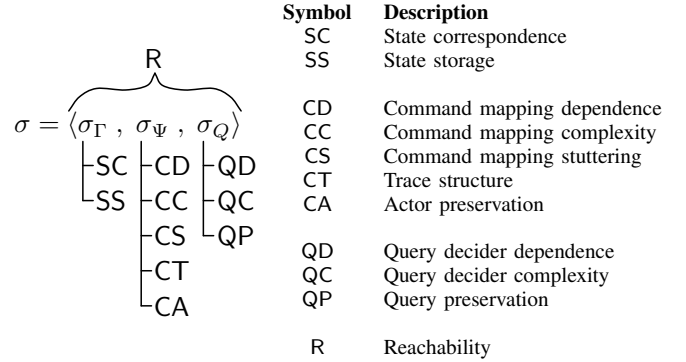 R
σ = ⟨σ_Γ , σ_Ψ , σ_Q⟩
SC CD QD
SS CC QC
CS QP
CT
CA
Symbol Description
SC State correspondence
SS State storage
CD Command mapping dependence
CC Command mapping complexity
CS Command mapping stuttering
CT Trace structure
CA Actor preservation
QD Query decider dependence
QC Query decider complexity
QP Query preservation
R Reachability